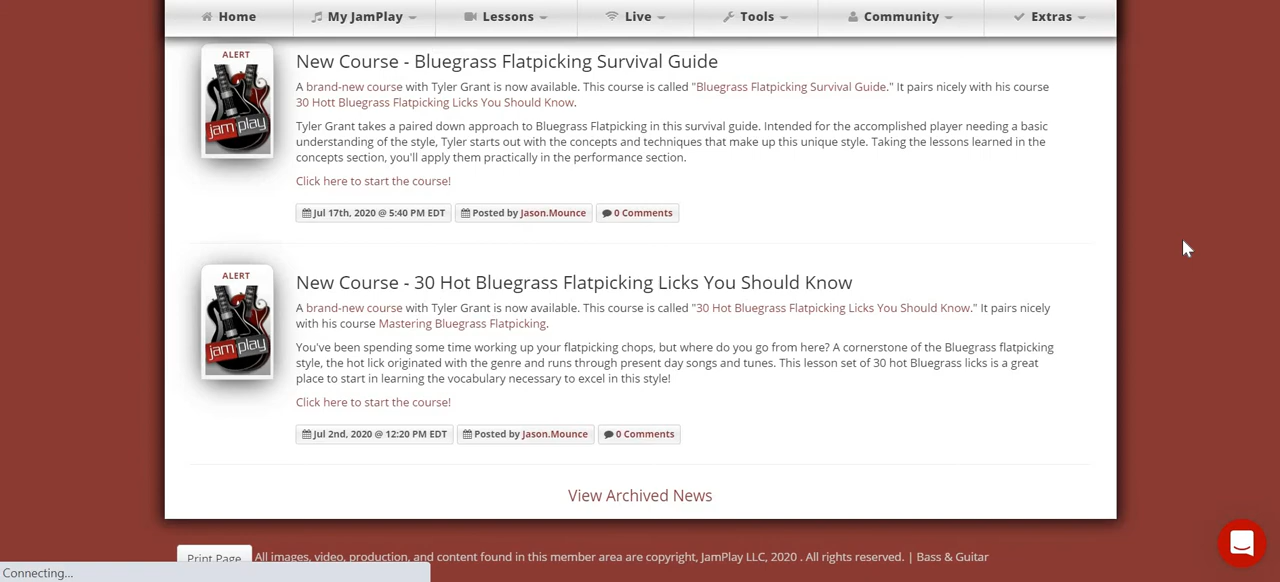 Home
My JamPlay
Lessons
Live
Tools
Community
Extras
ALERT
jam play
New Course - Bluegrass Flatpicking Survival Guide
A brand-new course with Tyler Grant is now available. This course is called "Bluegrass Flatpicking Survival Guide." It pairs nicely with his course
30 Hott Bluegrass Flatpicking Licks You Should Know.
Tyler Grant takes a paired down approach to Bluegrass Flatpicking in this survival guide. Intended for the accomplished player needing a basic
understanding of the style, Tyler starts out with the concepts and techniques that make up this unique style. Taking the lessons learned in the
concepts section, you'll apply them practically in the performance section.
Click here to start the course!
Jul 17th, 2020 @ 5:40 PM EDT
Posted by Jason.Mounce
0 Comments
ALERT
jam play
New Course - 30 Hot Bluegrass Flatpicking Licks You Should Know
A brand-new course with Tyler Grant is now available. This course is called "30 Hot Bluegrass Flatpicking Licks You Should Know." It pairs nicely
with his course Mastering Bluegrass Flatpicking.
You've been spending some time working up your flatpicking chops, but where do you go from here? A cornerstone of the Bluegrass flatpicking
style, the hot lick originated with the genre and runs through present day songs and tunes. This lesson set of 30 hot Bluegrass licks is a great
place to start in learning the vocabulary necessary to excel in this style!
Click here to start the course!
Jul 2nd, 2020 @ 12:20 PM EDT
Posted by Jason.Mounce
0 Comments
View Archived News
Print Page
All images, video, production, and content found in this member area are copyright, JamPlay LLC, 2020 . All rights reserved. | Bass & Guitar
Connecting...